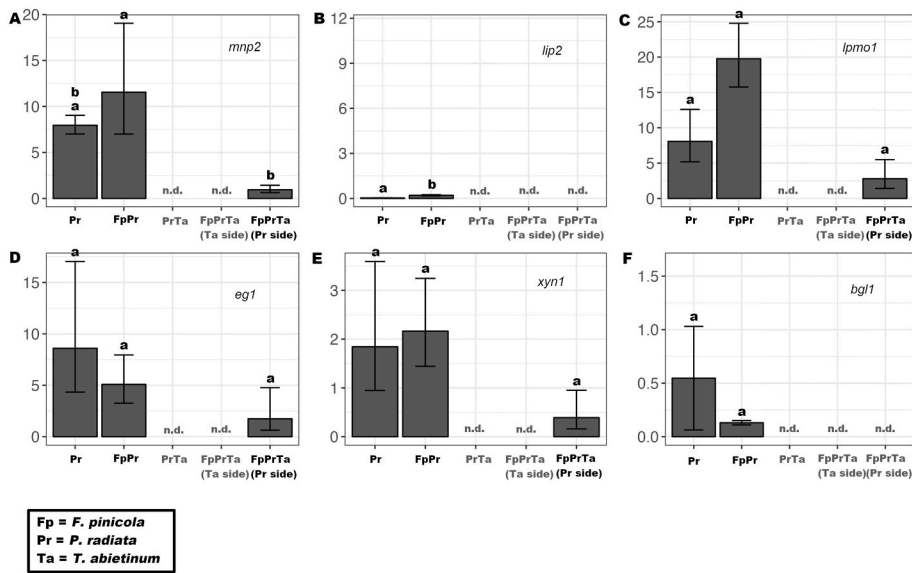 A
mnp2
20
15
10
5
0
b
a
a
n.d.
n.d.
b
Pr
FpPr
PrTa
FpPrTa
(Ta side)
FpPrTa
(Pr side)
B
lip2
12
9
6
3
0
a
b
n.d.
n.d.
n.d.
Pr
FpPr
PrTa
FpPrTa
(Ta side)
FpPrTa
(Pr side)
C
lpmo1
25
20
15
10
5
0
a
a
n.d.
n.d.
a
Pr
FpPr
PrTa
FpPrTa
(Ta side)
FpPrTa
(Pr side)
D
eg1
15
10
5
0
a
a
n.d.
n.d.
a
Pr
FpPr
PrTa
FpPrTa
(Ta side)
FpPrTa
(Pr side)
E
xyn1
3
2
1
0
a
a
n.d.
n.d.
a
Pr
FpPr
PrTa
FpPrTa
(Ta side)
FpPrTa
(Pr side)
F
bgl1
1.5
1.0
0.5
0.0
a
a
n.d.
n.d.
n.d.
Pr
FpPr
PrTa
FpPrTa
(Ta side)
FpPrTa
(Pr side)
Fp = F. pinicola
Pr = P. radiata
Ta = T. abietinum